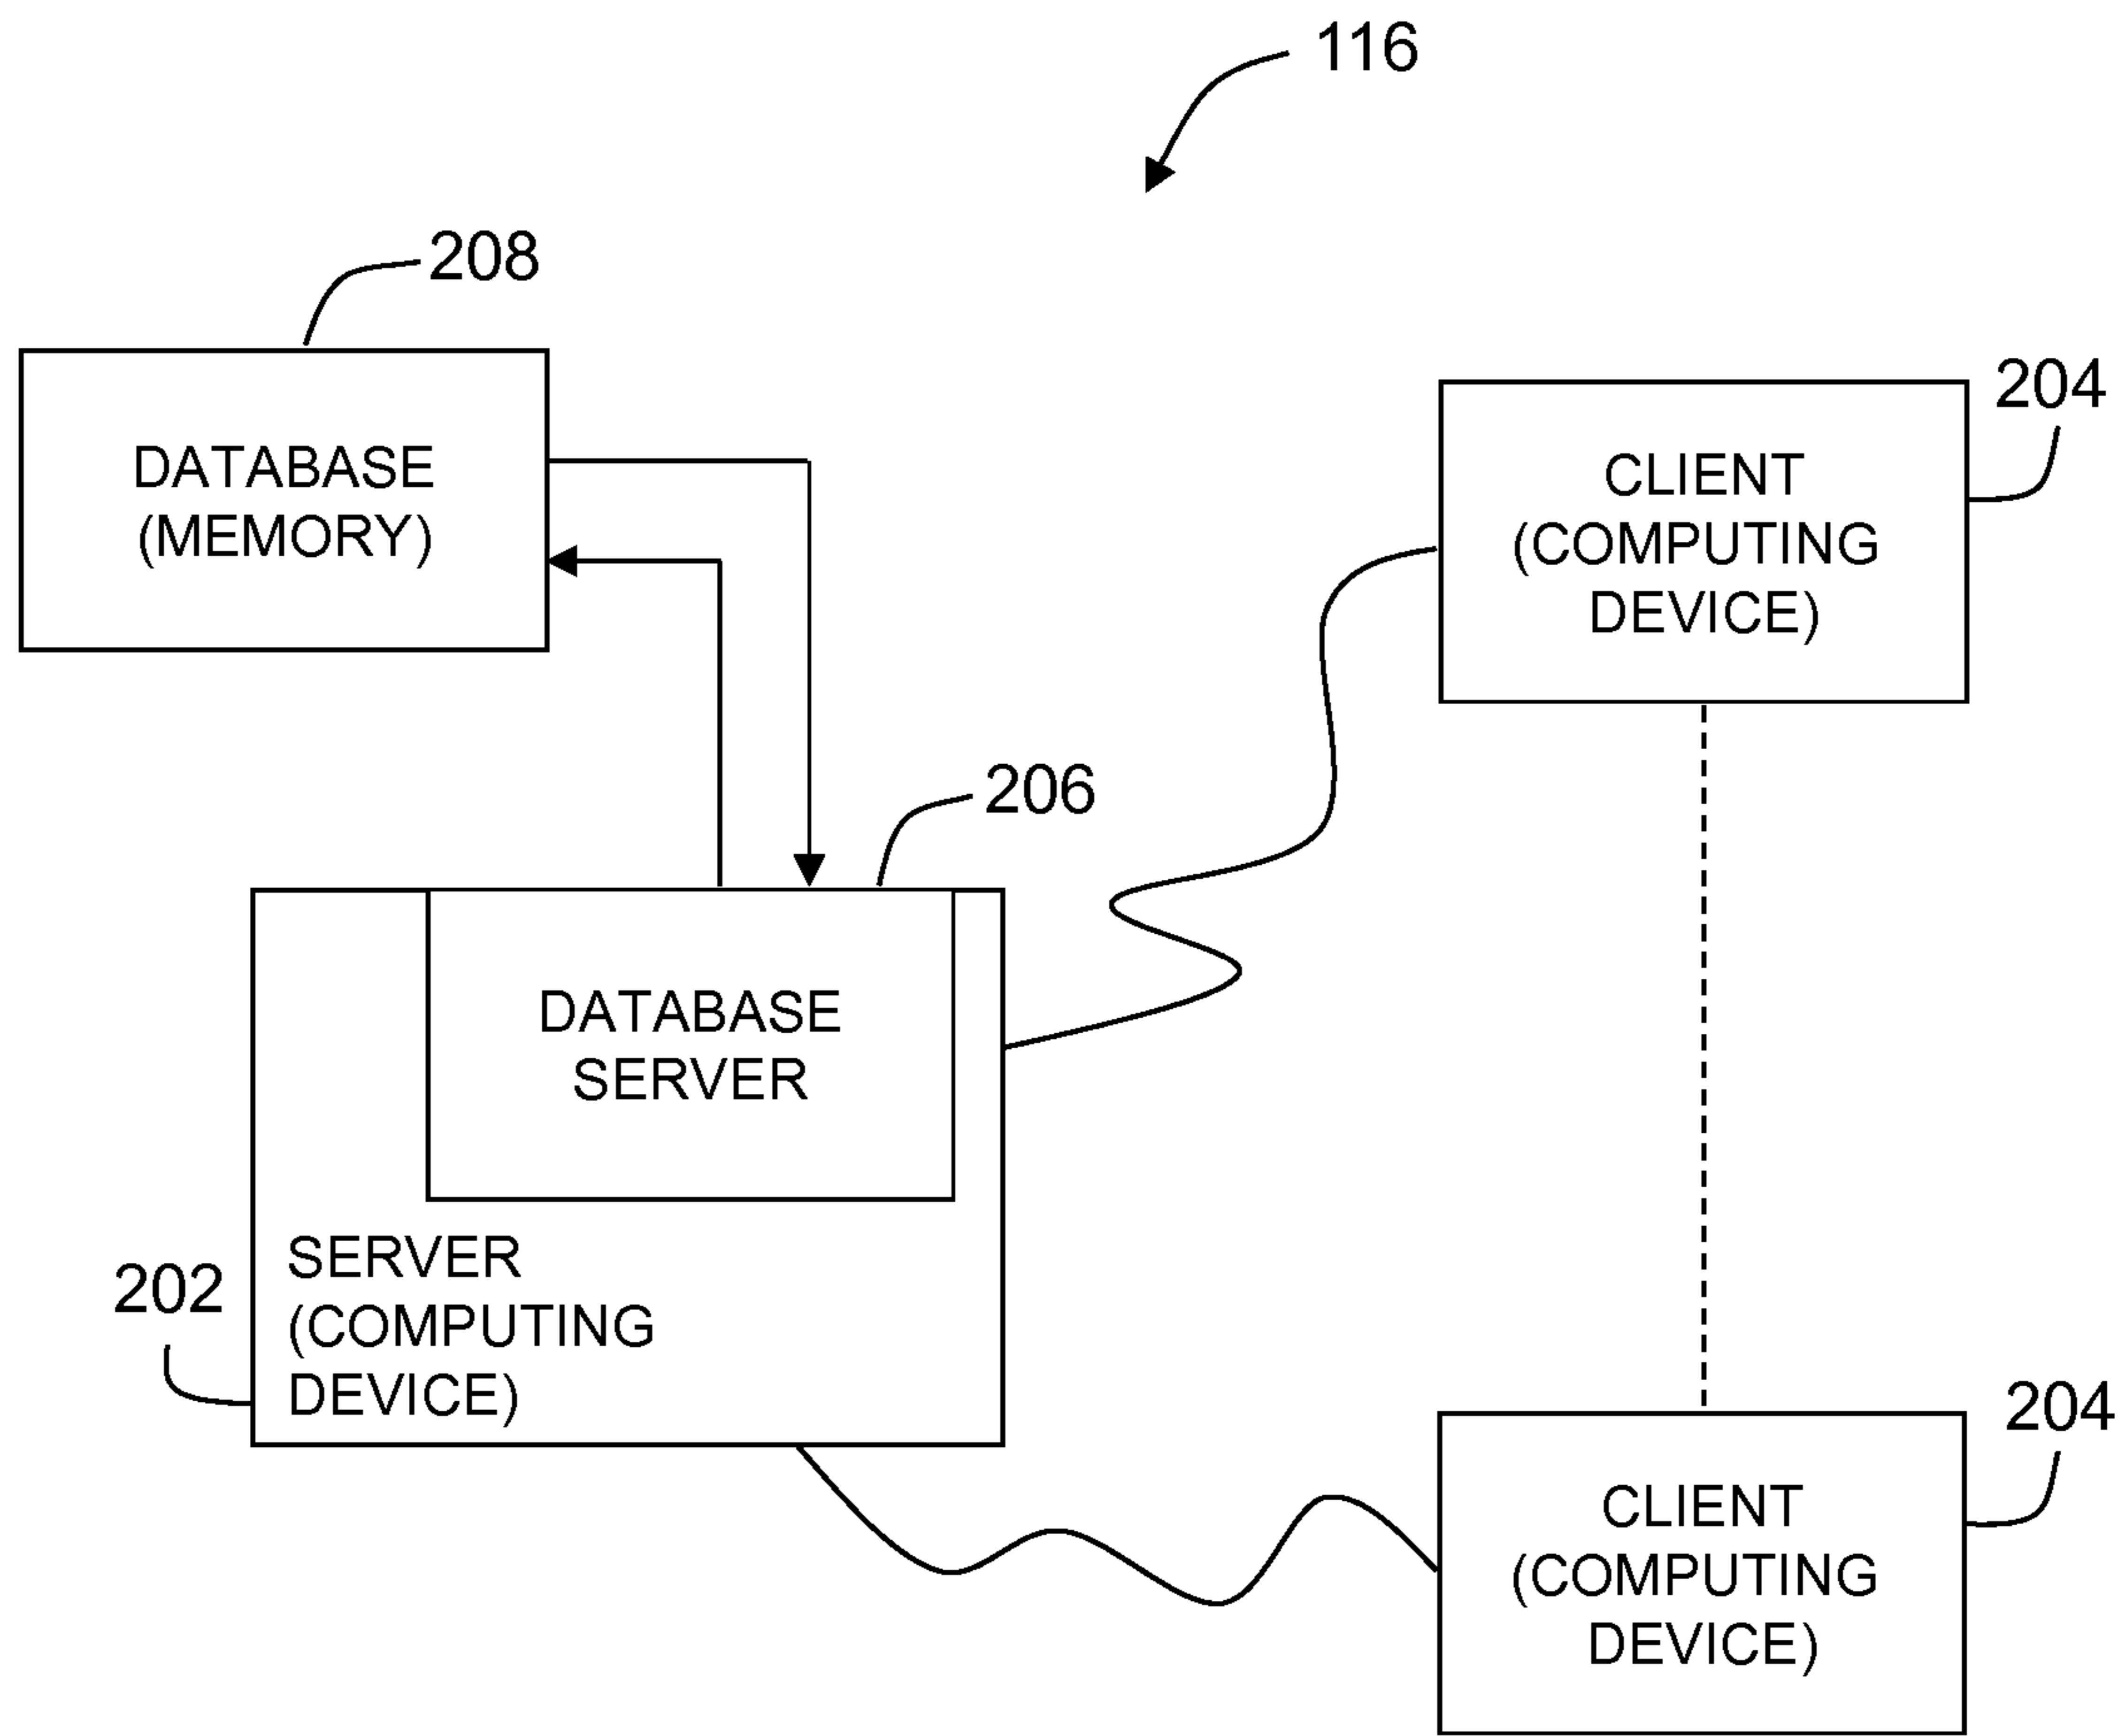 116
208
DATABASE
(MEMORY)
204
CLIENT
(COMPUTING
DEVICE)
206
DATABASE
SERVER
202
SERVER
(COMPUTING
DEVICE)
204
CLIENT
(COMPUTING
DEVICE)